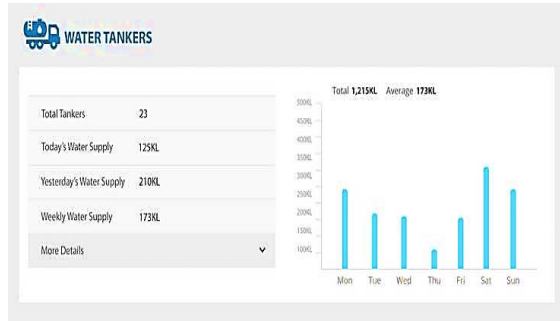 WATER TANKERS
Total Tankers 23
Today's Water Supply 125KL
Yesterday's Water Supply 210KL
Weekly Water Supply 173KL
More Details
Total 1,215KL Average 173KL
500KL
450KL
400KL
350KL
300KL
250KL
200KL
150KL
100KL
Mon Tue Wed Thu Fri Sat Sun